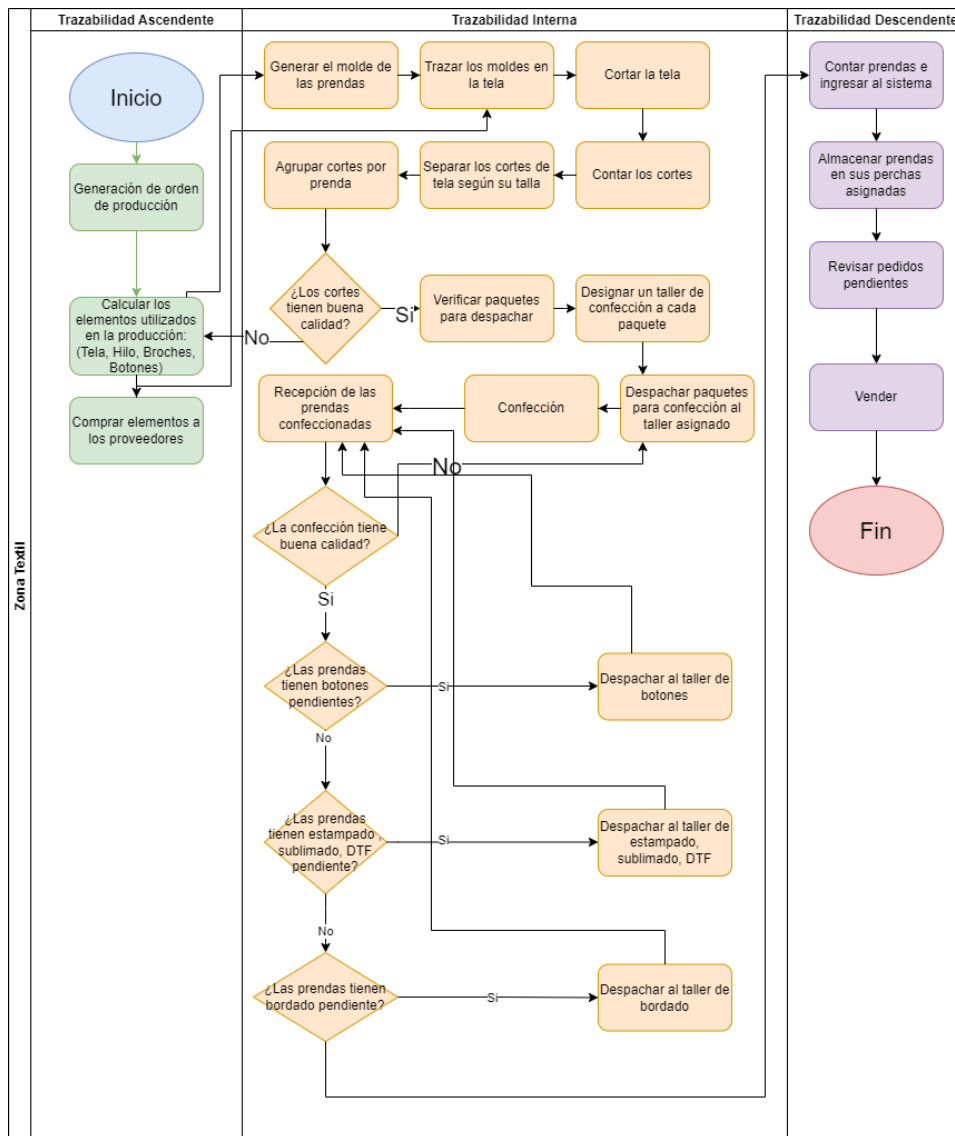 Trazabilidad Ascendente
Trazabilidad Interna
Trazabilidad Descendente
Zona Textil
Inicio
Generación de orden
de producción
Calcular los
elementos utilizados
en la producción:
(Tela, Hilo, Broches,
Botones)
Comprar elementos a
los proveedores
Generar el molde de
las prendas
Trazar los moldes en
la tela
Cortar la tela
Contar los cortes
Separar los cortes de
tela según su talla
Agrupar cortes por
prenda
¿Los cortes
tienen buena
calidad?
No
Si
Verificar paquetes
para despachar
Designar un taller de
confección a cada
paquete
Despachar paquetes
para confección al
taller asignado
Confección
Recepción de las
prendas
confeccionadas
¿La confección tiene
buena calidad?
No
Si
¿Las prendas
tienen botones
pendientes?
Si
Despachar al taller de
botones
No
¿Las prendas
tienen estampado ,
sublimado, DTF
pendiente?
Si
Despachar al taller de
estampado,
sublimado, DTF
No
¿Las prendas tienen
bordado pendiente?
Si
Despachar al taller de
bordado
Contar prendas e
ingresar al sistema
Almacenar prendas
en sus perchas
asignadas
Revisar pedidos
pendientes
Vender
Fin